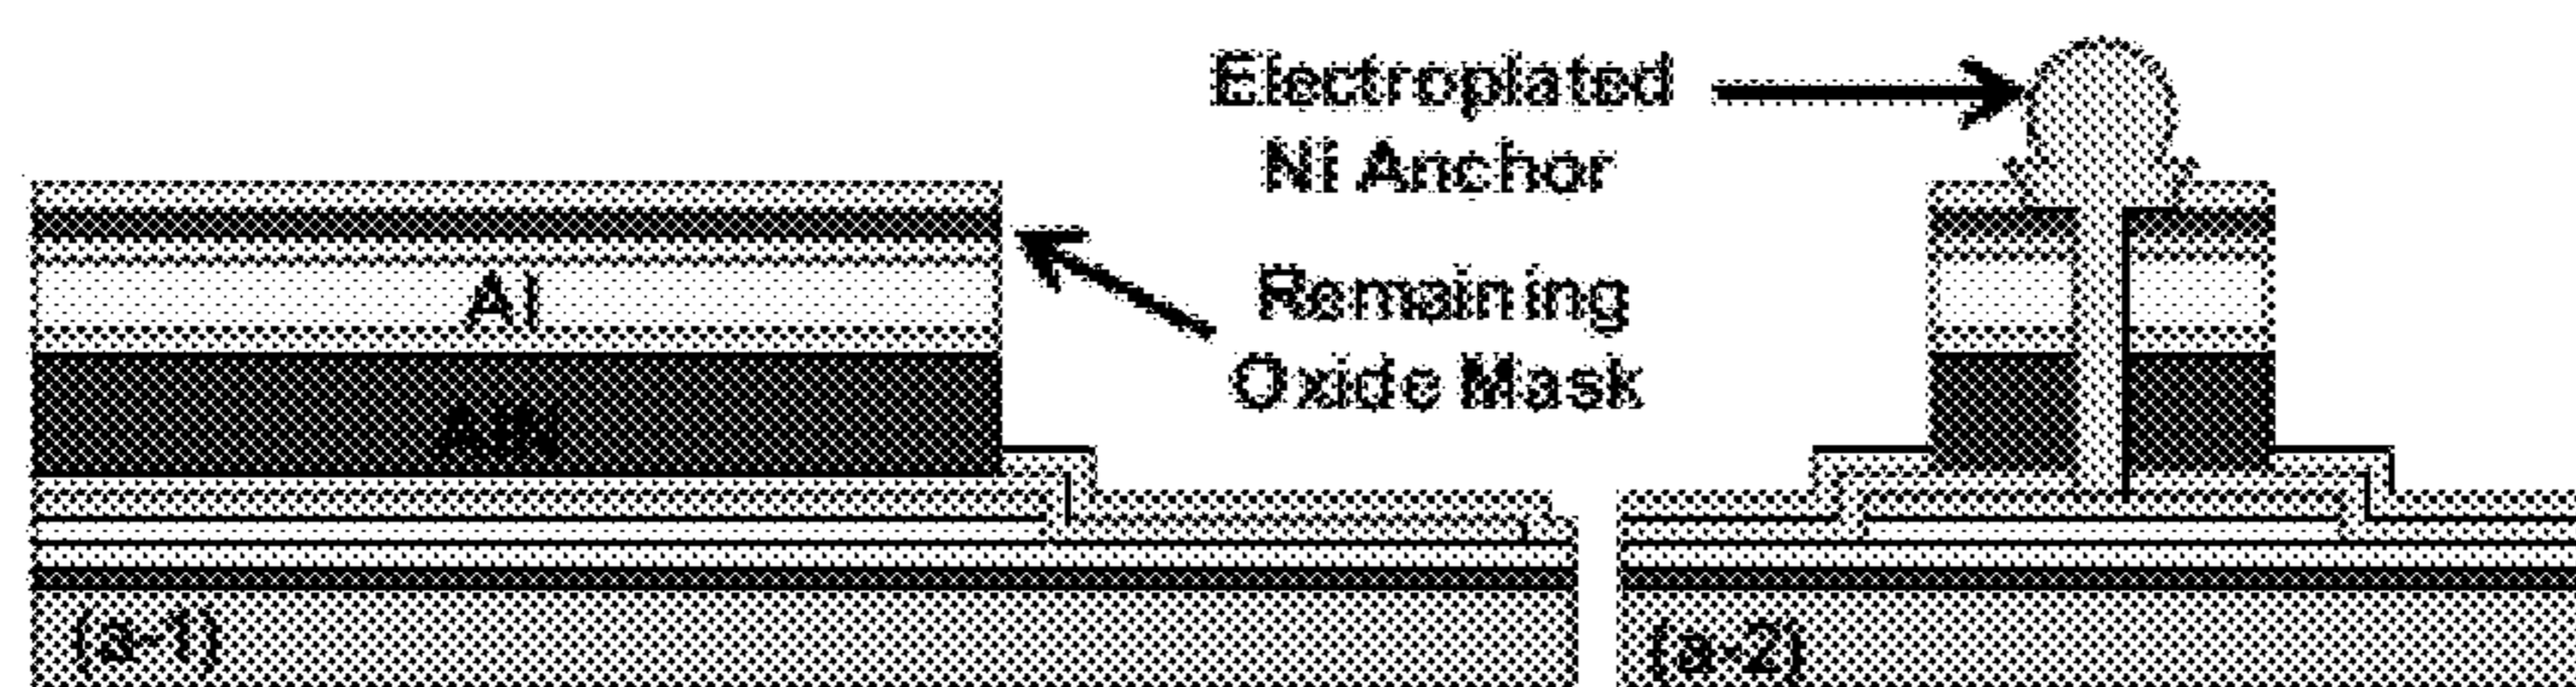 Electroplated
Ni Anchor
Remaining
Oxide Mask
Al
AlN
(a-1)
(a-2)